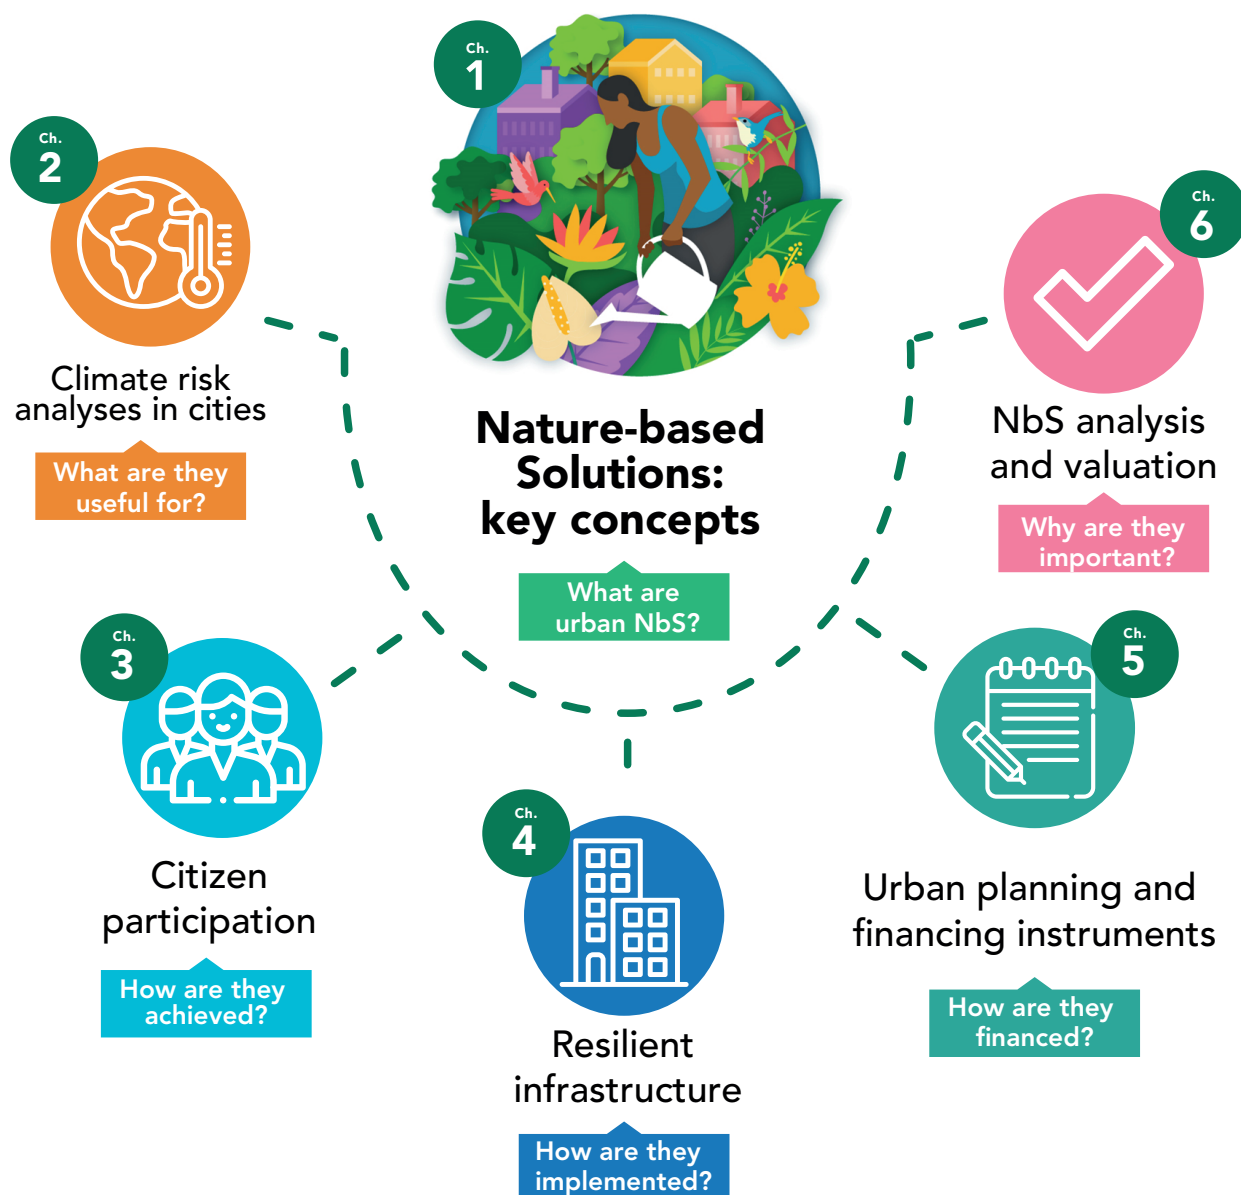 Ch.
1
Nature-based
Solutions:
key concepts
What are
urban NbS?
Ch.
2
Climate risk
analyses in cities
What are they
useful for?
Ch.
3
Citizen
participation
How are they
achieved?
Ch.
4
Resilient
infrastructure
How are they
implemented?
Ch.
5
Urban planning and
financing instruments
How are they
financed?
Ch.
6
NbS analysis
and valuation
Why are they
important?